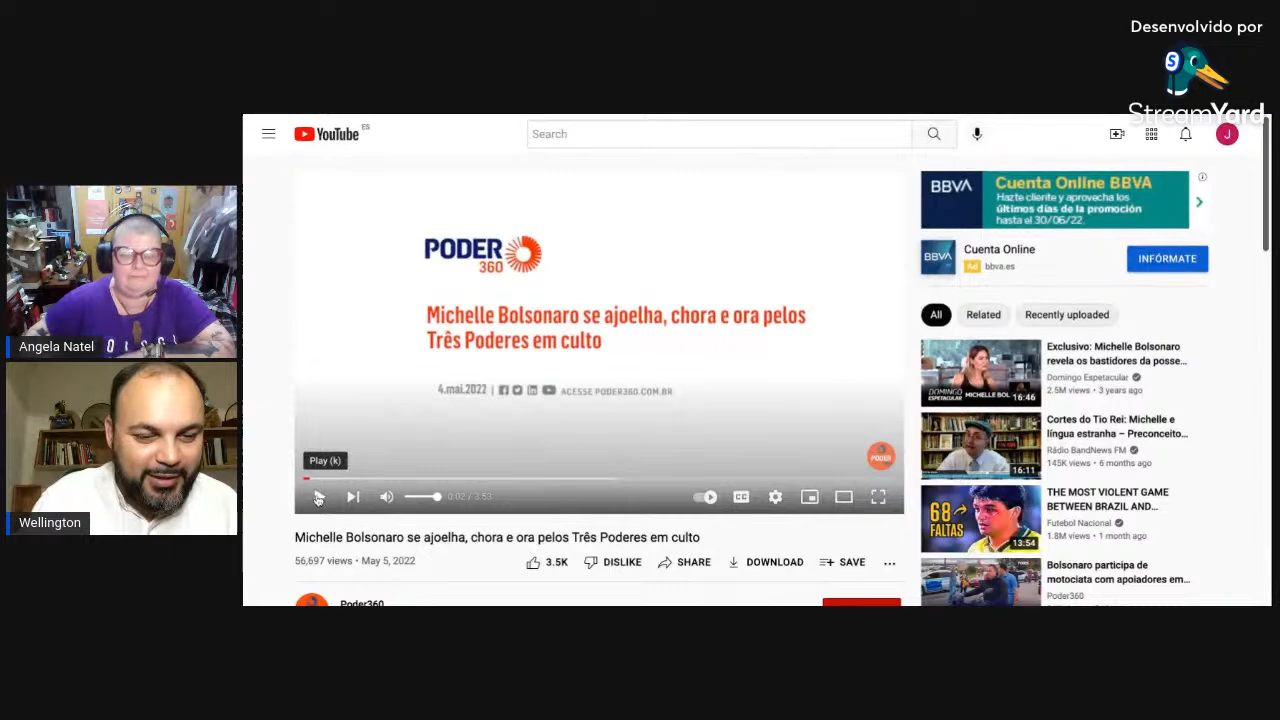 Desenvolvido por
StreamYard
YouTube ES
Search
J
PODER
360
Michelle Bolsonaro se ajoelha, chora e ora pelos
Três Poderes em culto
4.mai.2022 | ACESSE PODER360.COM.BR
PODER
Play (k)
0:02 / 3:53
CC
Michelle Bolsonaro se ajoelha, chora e ora pelos Três Poderes em culto
56,697 views • May 5, 2022
3.5K
DISLIKE
SHARE
DOWNLOAD
SAVE
Poder360
BBVA
Cuenta Online BBVA
Hazte cliente y aprovecha los
últimos días de la promoción
hasta el 30/06/22.
BBVA
Cuenta Online
Ad bbva.es
INFÓRMATE
All
Related
Recently uploaded
DOMINGO
ESPETACULAR
MICHELLE BOL
16:46
Exclusivo: Michelle Bolsonaro
revela os bastidores da posse...
Domingo Espetacular
2.5M views • 3 years ago
16:11
Cortes do Tio Rei: Michelle e
língua estranha – Preconceito...
Rádio BandNews FM
145K views • 6 months ago
68
FALTAS
13:54
THE MOST VIOLENT GAME
BETWEEN BRAZIL AND...
Futebol Nacional
1.8M views • 1 month ago
Bolsonaro participa de
motociata com apoiadores em...
Poder360
Angela Natel
Wellington